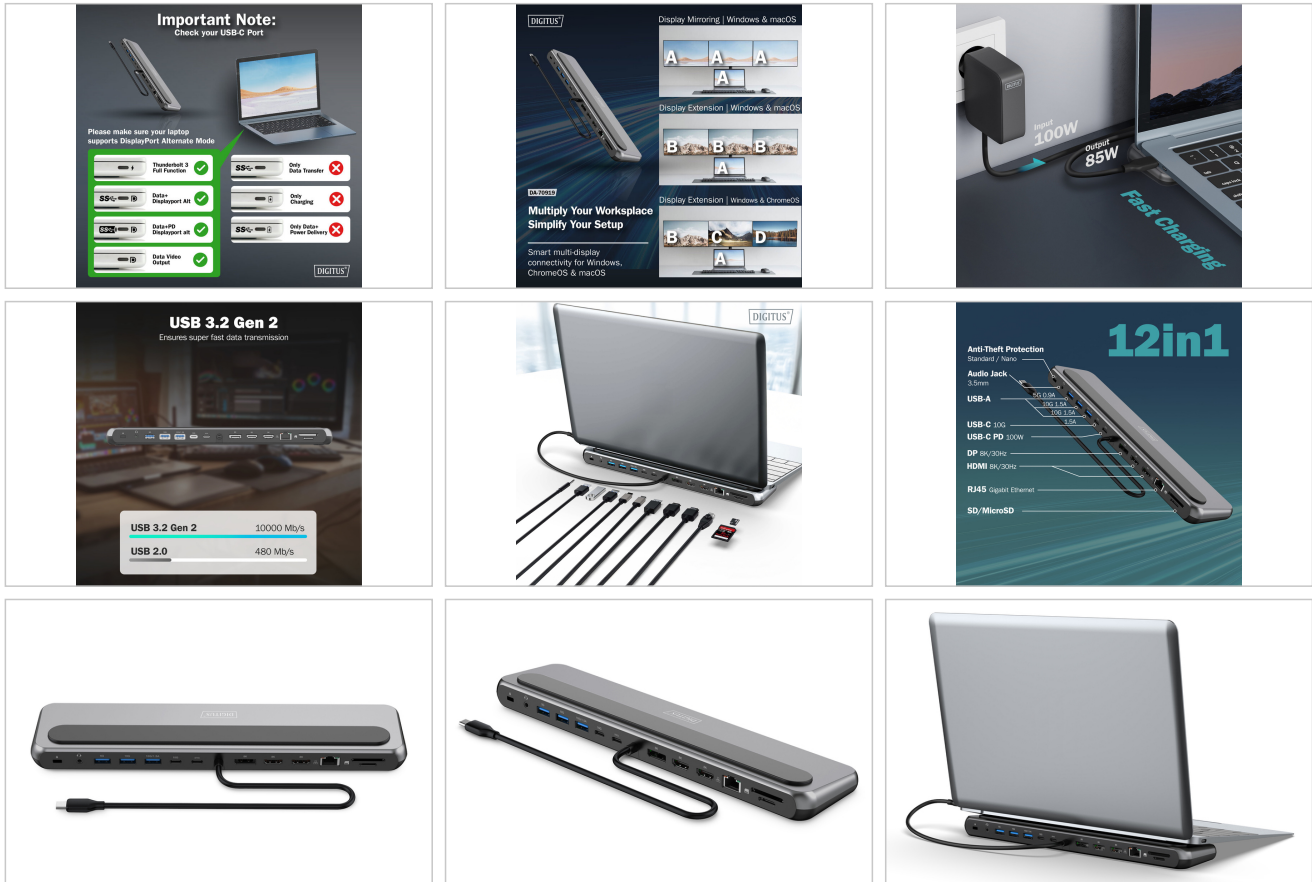 Important Note:
Check your USB-C Port
Please make sure your laptop
supports DisplayPort Alternate Mode
Thunderbolt 3
Full Function
Only
Data Transfer
SS
Data+
Displayport Alt
Only
Charging
Data+PD
Displayport alt
SS
Only Data+
Power Delivery
Data Video
Output
DIGITUS®
DIGITUS®
Display Mirroring | Windows & macOS
A A A
A
Display Extension | Windows & macOS
B B B
A
DA-70919
Multiply Your Worksplace
Simplify Your Setup
Smart multi-display
connectivity for Windows,
ChromeOS & macOS
Display Extension | Windows & ChromeOS
B C D
A
DIGITUS
Input
100W
Output
85W
Fast Charging
USB 3.2 Gen 2
Ensures super fast data transmission
USB 3.2 Gen 2 10000 Mb/s
USB 2.0 480 Mb/s
DIGITUS®
12in1
Anti-Theft Protection
Standard / Nano
Audio Jack
3.5mm
USB-A
5G 0.9A
10G 1.5A
10G 1.5A
1.5A
USB-C 10G
USB-C PD 100W
DP 8K/30Hz
HDMI 8K/30Hz
RJ45 Gigabit Ethernet
SD/MicroSD